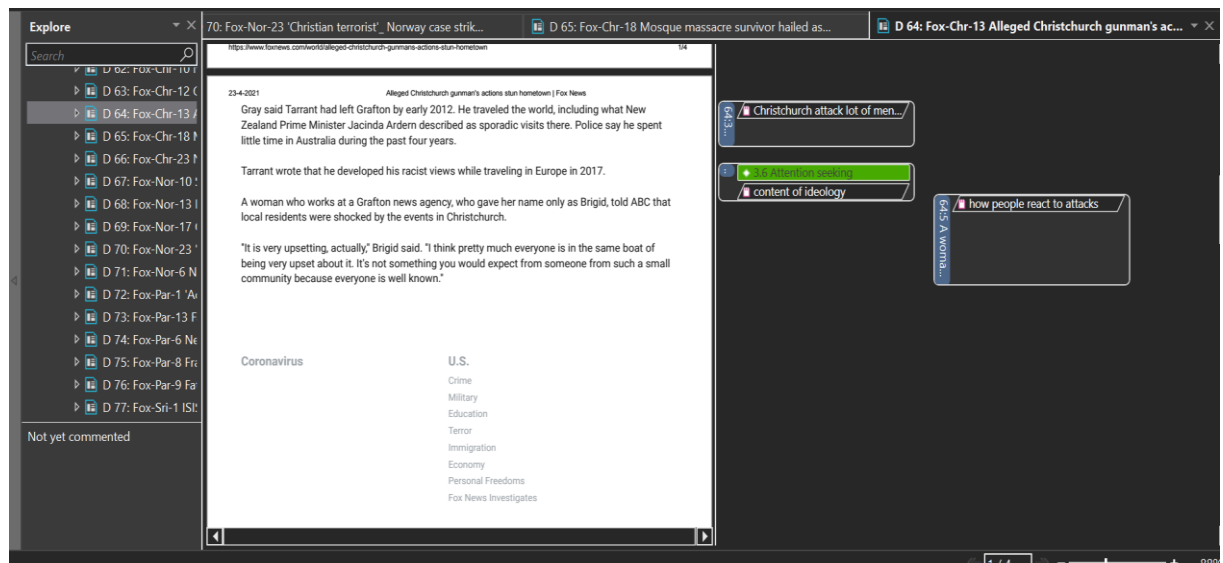 Explore
70: Fox-Nor-23 'Christian terrorist'_ Norway case strik...
D 65: Fox-Chr-18 Mosque massacre survivor hailed as...
D 64: Fox-Chr-13 Alleged Christchurch gunman's ac...
Search
D 62: Fox-Chr-10
D 63: Fox-Chr-12
D 64: Fox-Chr-13
D 65: Fox-Chr-18
D 66: Fox-Chr-23
D 67: Fox-Nor-10
D 68: Fox-Nor-13
D 69: Fox-Nor-17
D 70: Fox-Nor-23 '
D 71: Fox-Nor-6 N
D 72: Fox-Par-1 'A
D 73: Fox-Par-13 F
D 74: Fox-Par-6 Ne
D 75: Fox-Par-8 Fra
D 76: Fox-Par-9 Fa
D 77: Fox-Sri-1 ISI
Not yet commented
https://www.foxnews.com/world/alleged-christchurch-gunmans-actions-stun-hometown 1/4
23-4-2021 Alleged Christchurch gunman's actions stun hometown | Fox News
Gray said Tarrant had left Grafton by early 2012. He traveled the world, including what New
Zealand Prime Minister Jacinda Ardern described as sporadic visits there. Police say he spent
little time in Australia during the past four years.
Tarrant wrote that he developed his racist views while traveling in Europe in 2017.
A woman who works at a Grafton news agency, who gave her name only as Brigid, told ABC that
local residents were shocked by the events in Christchurch.
"It is very upsetting, actually," Brigid said. "I think pretty much everyone is in the same boat of
being very upset about it. It's not something you would expect from someone from such a small
community because everyone is well known."
Coronavirus
U.S.
Crime
Military
Education
Terror
Immigration
Economy
Personal Freedoms
Fox News Investigates
64:3...
Christchurch attack lot of men...
3.6 Attention seeking
content of ideology
64:5 A woma...
how people react to attacks